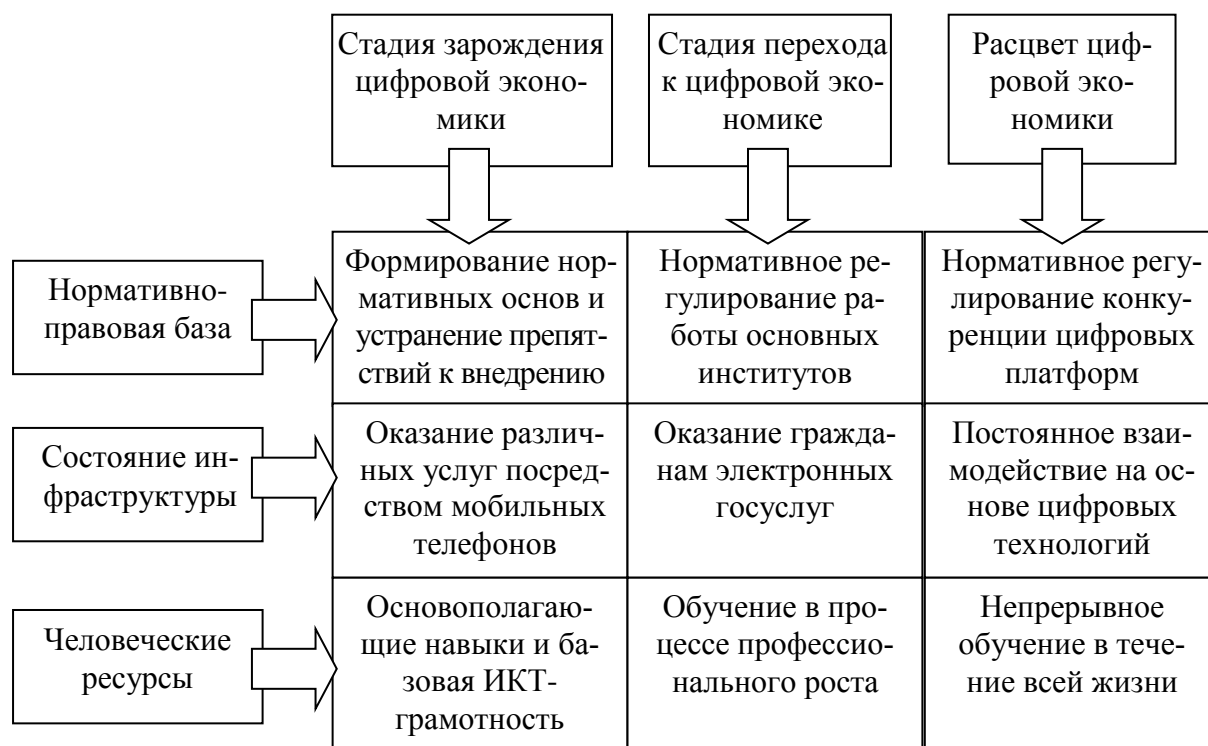 Стадия зарождения
цифровой эконо-
мики
Стадия перехода
к цифровой эко-
номике
Расцвет циф-
ровой эко-
номики
Нормативно-
правовая база
Формирование нор-
мативных основ и
устранение препят-
ствий к внедрению
Нормативное ре-
гулирование ра-
боты основных
институтов
Нормативное регу-
лирование конку-
ренции цифровых
платформ
Состояние ин-
фраструктуры
Оказание различ-
ных услуг посред-
ством мобильных
телефонов
Оказание гражда-
нам электронных
госуслуг
Постоянное взаи-
модействие на ос-
нове цифровых
технологий
Человеческие
ресурсы
Основополагаю-
щие навыки и ба-
зовая ИКТ-
грамотность
Обучение в про-
цессе профессио-
нального роста
Непрерывное
обучение в тече-
ние всей жизни